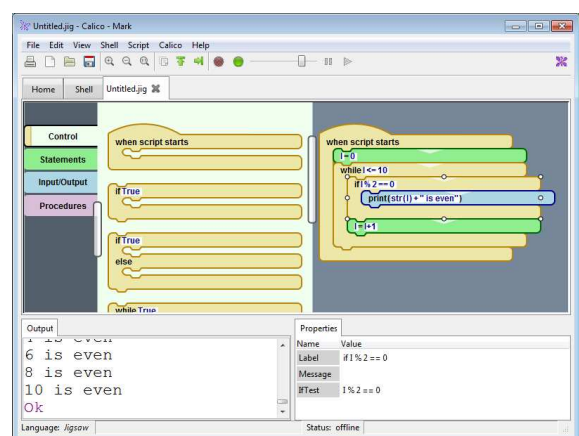 Untitled.jig - Calico - Mark
File Edit View Shell Script Calico Help
Home Shell Untitled.jig
Control
Statements
Input/Output
Procedures
when script starts
if True
if True
else
while True
when script starts
I = 0
while I <= 10
if I % 2 == 0
print(str(I) + " is even")
I = I+1
Output
is even
6 is even
8 is even
10 is even
Ok
Properties
Name Value
Label if I % 2 == 0
Message
IfTest I % 2 == 0
Language: Jigsaw
Status: offline